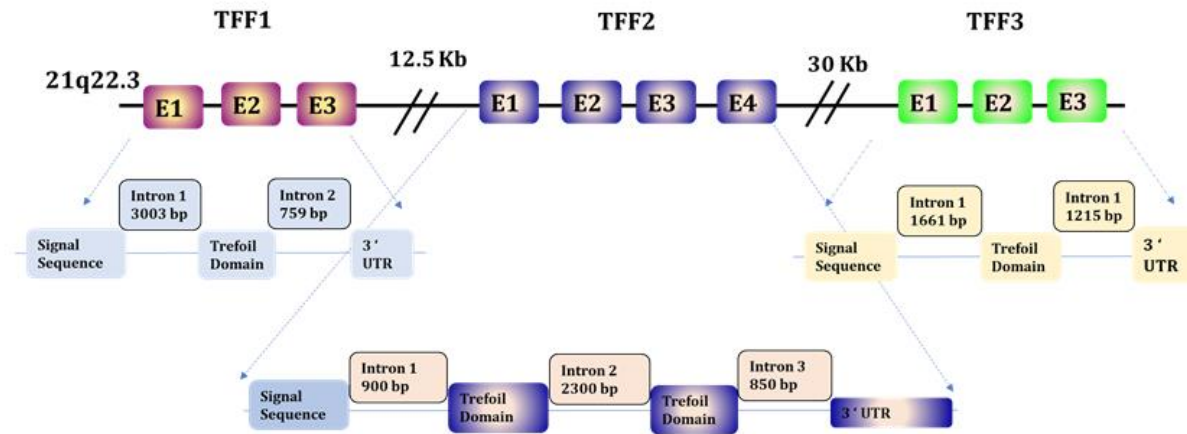 TFF1
TFF2
TFF3
21q22.3
12.5 Kb
30 Kb
E1
E2
E3
E1
E2
E3
E4
E1
E2
E3
Intron 1
3003 bp
Intron 2
759 bp
Signal
Sequence
Trefoil
Domain
3 '
UTR
Intron 1
1661 bp
Intron 1
1215 bp
Signal
Sequence
Trefoil
Domain
3 '
UTR
Intron 1
900 bp
Intron 2
2300 bp
Intron 3
850 bp
Signal
Sequence
Trefoil
Domain
Trefoil
Domain
3 ' UTR